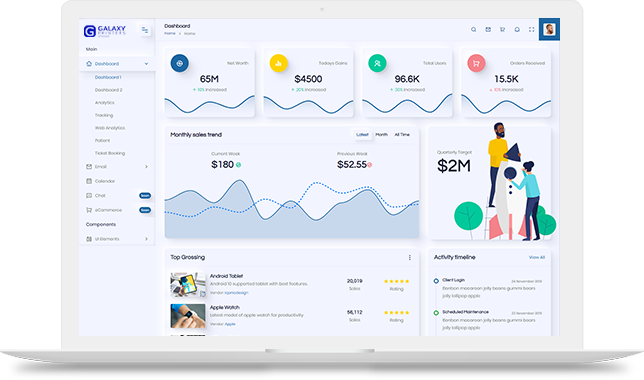 GALAXY
PRINTERS
Main
Dashboard
Dashboard 1
Dashboard 2
Analytics
Tracking
Web Analytics
Patient
Ticket Booking
Email
Calendar
Chat
eCommerce
Components
UI Elements
Dashboard
Home > Home
Net Worth
65M
Increased
Todays Gains
$4500
Increased
Total Users
96.6K
Increased
Orders Received
15.5K
Increased
Monthly sales trend
Latest Month All Time
Current Week
$180
Previous Week
$52.55
Quarterly Target
$2M
Top Grossing
Android Tablet
Android 10 supported tablet with best features.
Vendor: 
20,019
Sales
Rating
Apple Watch
Latest model of apple watch for productivity.
Vendor: Apple
56,112
Sales
Rating
Activity timeline
View All
Client Login
Bonbon macaroon jelly beans gummi bears
jelly lollipop apple
Scheduled Maintenance
Bonbon macaroon jelly beans gummi bears
jelly lollipop apple